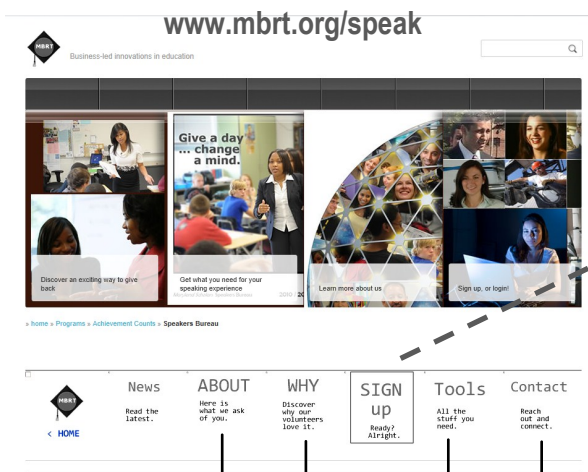 www.mbrt.org/speak
MBRT
Business-led innovations in education
Give a day
... change
a mind.
Discover an exciting way to give
back
Get what you need for your
speaking experience
Learn more about us
Sign up, or login!
» home » Programs » Achievement Counts » Speakers Bureau
MBRT
< HOME
News
Read the
latest.
ABOUT
Here is
what we ask
of you.
WHY
Discover
why our
volunteers
love it.
SIGN
up
Ready?
Alright.
Tools
All the
stuff you
need.
Contact
Reach
out and
connect.